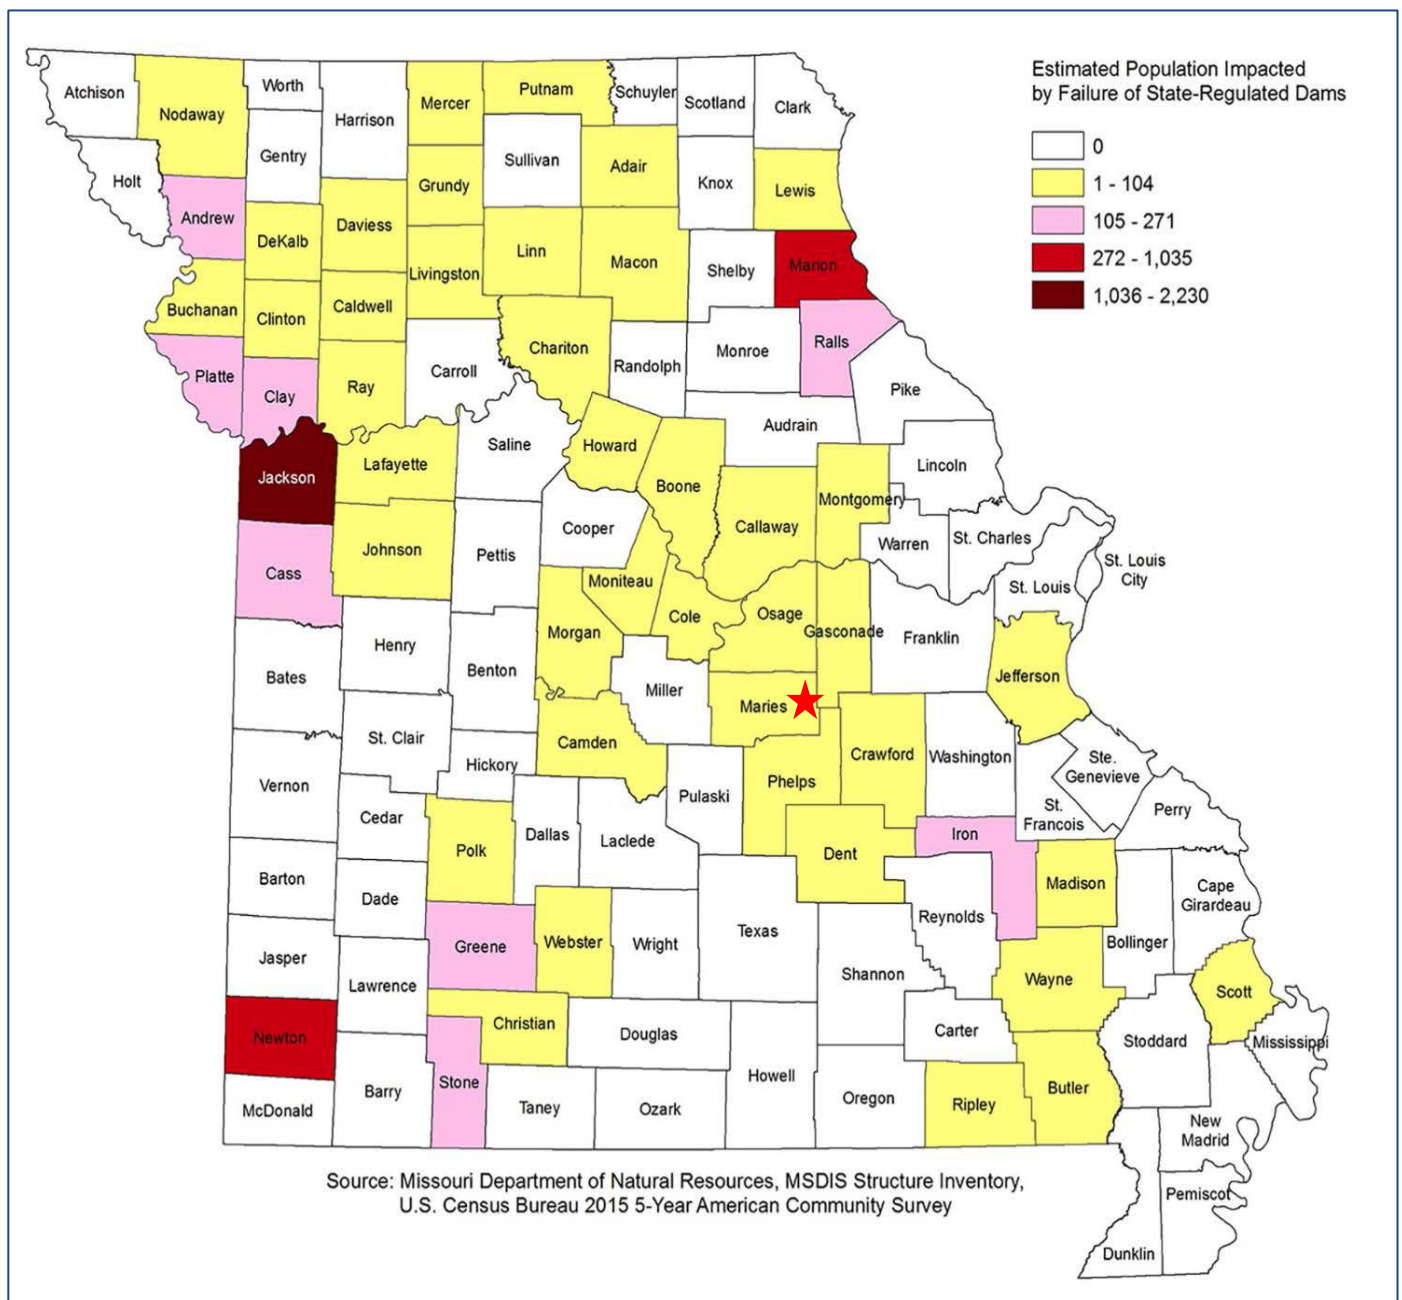 Estimated Population Impacted
by Failure of State-Regulated Dams
0
1 - 104
105 - 271
272 - 1,035
1,036 - 2,230
Atchison
Nodaway
Worth
Harrison
Mercer
Putnam
Schuyler
Scotland
Clark
Holt
Gentry
Sullivan
Adair
Knox
Lewis
Andrew
DeKalb
Daviess
Grundy
Linn
Macon
Shelby
Marion
Buchanan
Clinton
Caldwell
Livingston
Chariton
Randolph
Monroe
Ralls
Pike
Platte
Clay
Ray
Carroll
Audrain
Jackson
Lafayette
Saline
Howard
Boone
Callaway
Montgomery
Lincoln
Cass
Johnson
Pettis
Cooper
Moniteau
Warren
St. Charles
St. Louis
St. Louis
City
Bates
Henry
Benton
Morgan
Cole
Osage
Gasconade
Franklin
Jefferson
Miller
Maries
Vernon
St. Clair
Hickory
Camden
Pulaski
Phelps
Crawford
Washington
Ste.
Genevieve
St.
Francois
Perry
Cedar
Polk
Dallas
Laclede
Dent
Iron
Madison
Barton
Dade
Greene
Webster
Wright
Texas
Reynolds
Bollinger
Cape
Girardeau
Jasper
Lawrence
Shannon
Wayne
Scott
Newton
Christian
Douglas
Carter
Stoddard
Mississippi
McDonald
Barry
Stone
Taney
Ozark
Howell
Oregon
Ripley
Butler
New
Madrid
Pemiscot
Dunklin
Source: Missouri Department of Natural Resources, MSDIS Structure Inventory,
U.S. Census Bureau 2015 5-Year American Community Survey